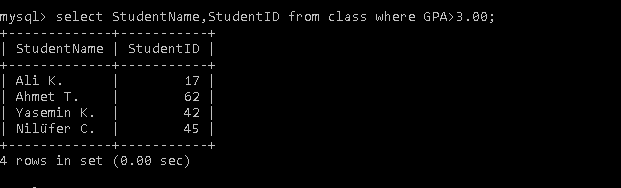 mysql> select StudentName,StudentID from class where GPA>3.00;
+-------------+-----------+
| StudentName | StudentID |
+-------------+-----------+
| Ali K.      |        17 |
| Ahmet T.    |        62 |
| Yasemin K.  |        42 |
| Nilüfer C.  |        45 |
+-------------+-----------+
4 rows in set (0.00 sec)